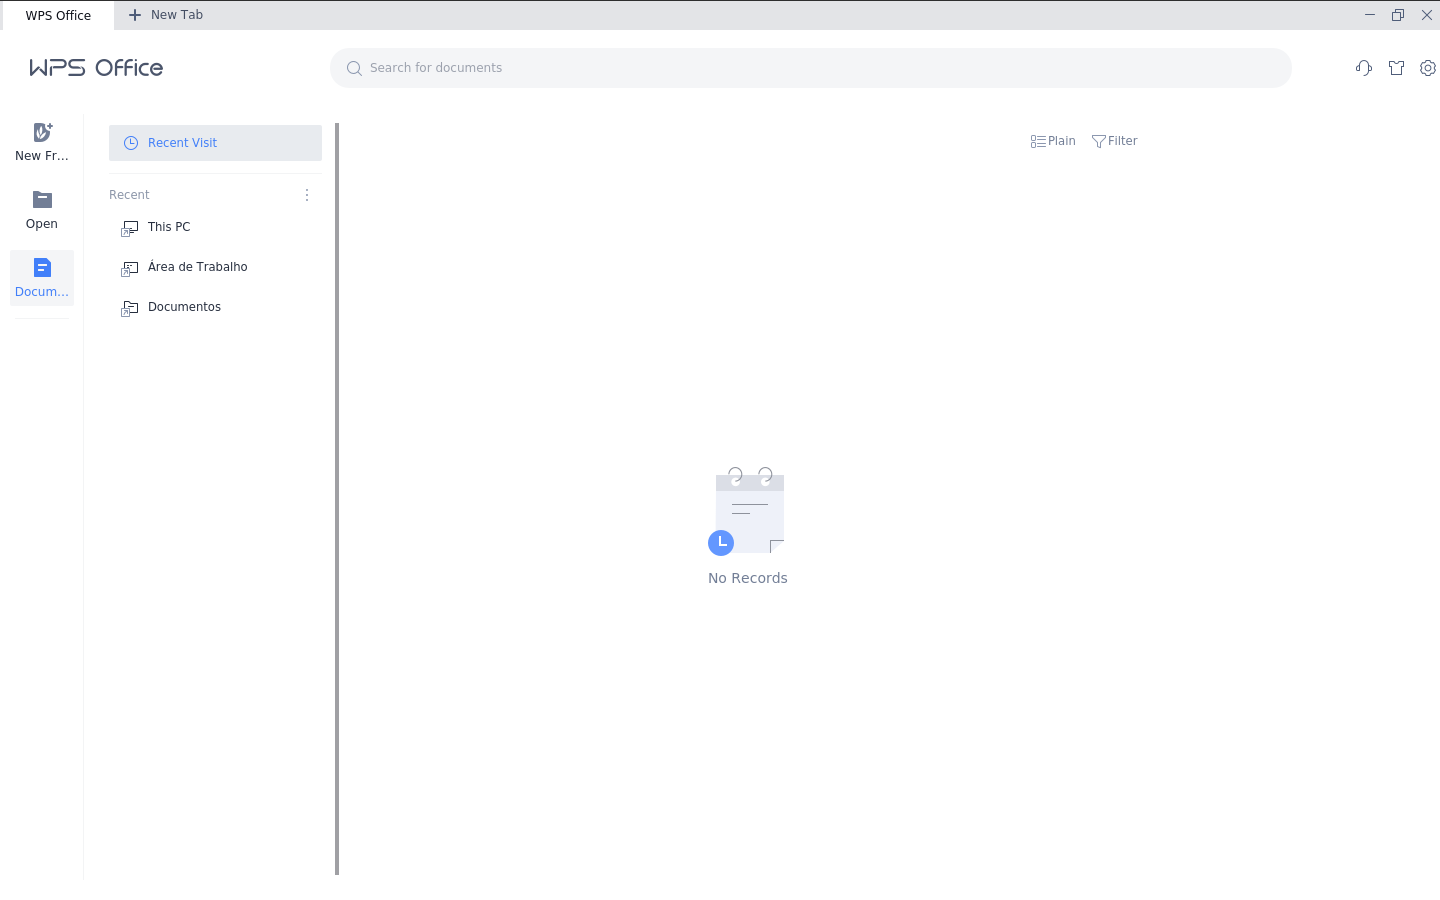 WPS Office
New Tab
WPS Office
Search for documents
New Fr...
Open
Docum...
Recent Visit
Recent
This PC
Área de Trabalho
Documentos
Plain
Filter
No Records